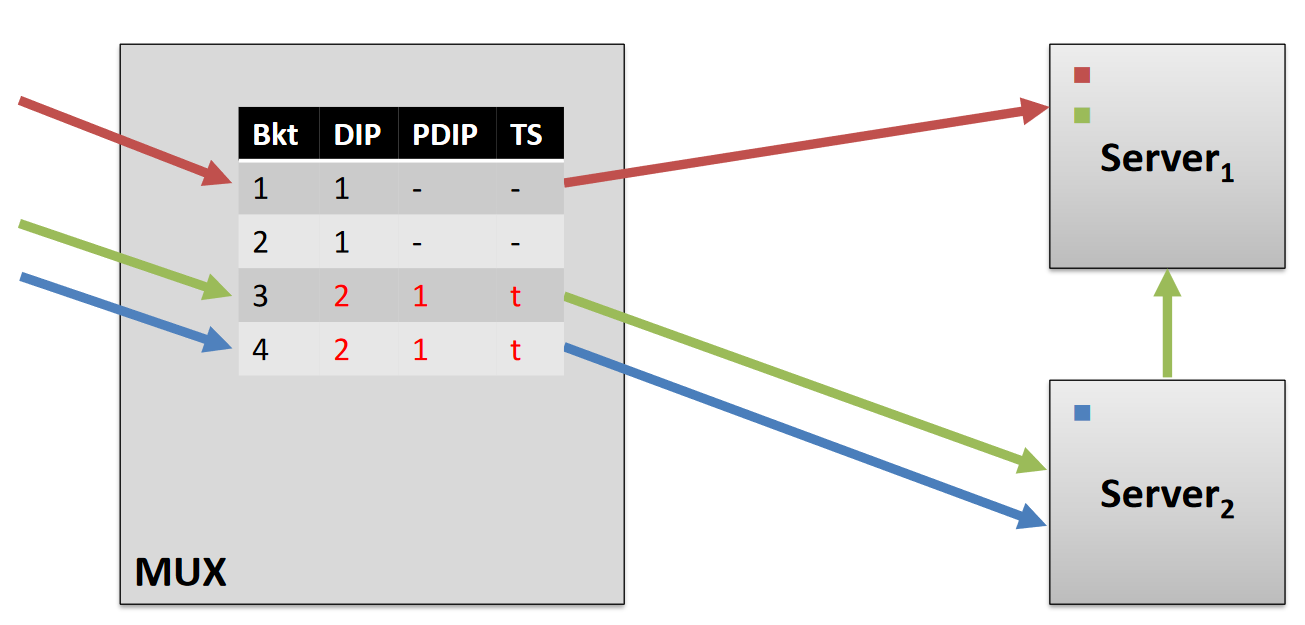 Bkt DIP PDIP TS
1 1 - -
2 1 - -
3 2 1 t
4 2 1 t
MUX
Server₁
Server₂